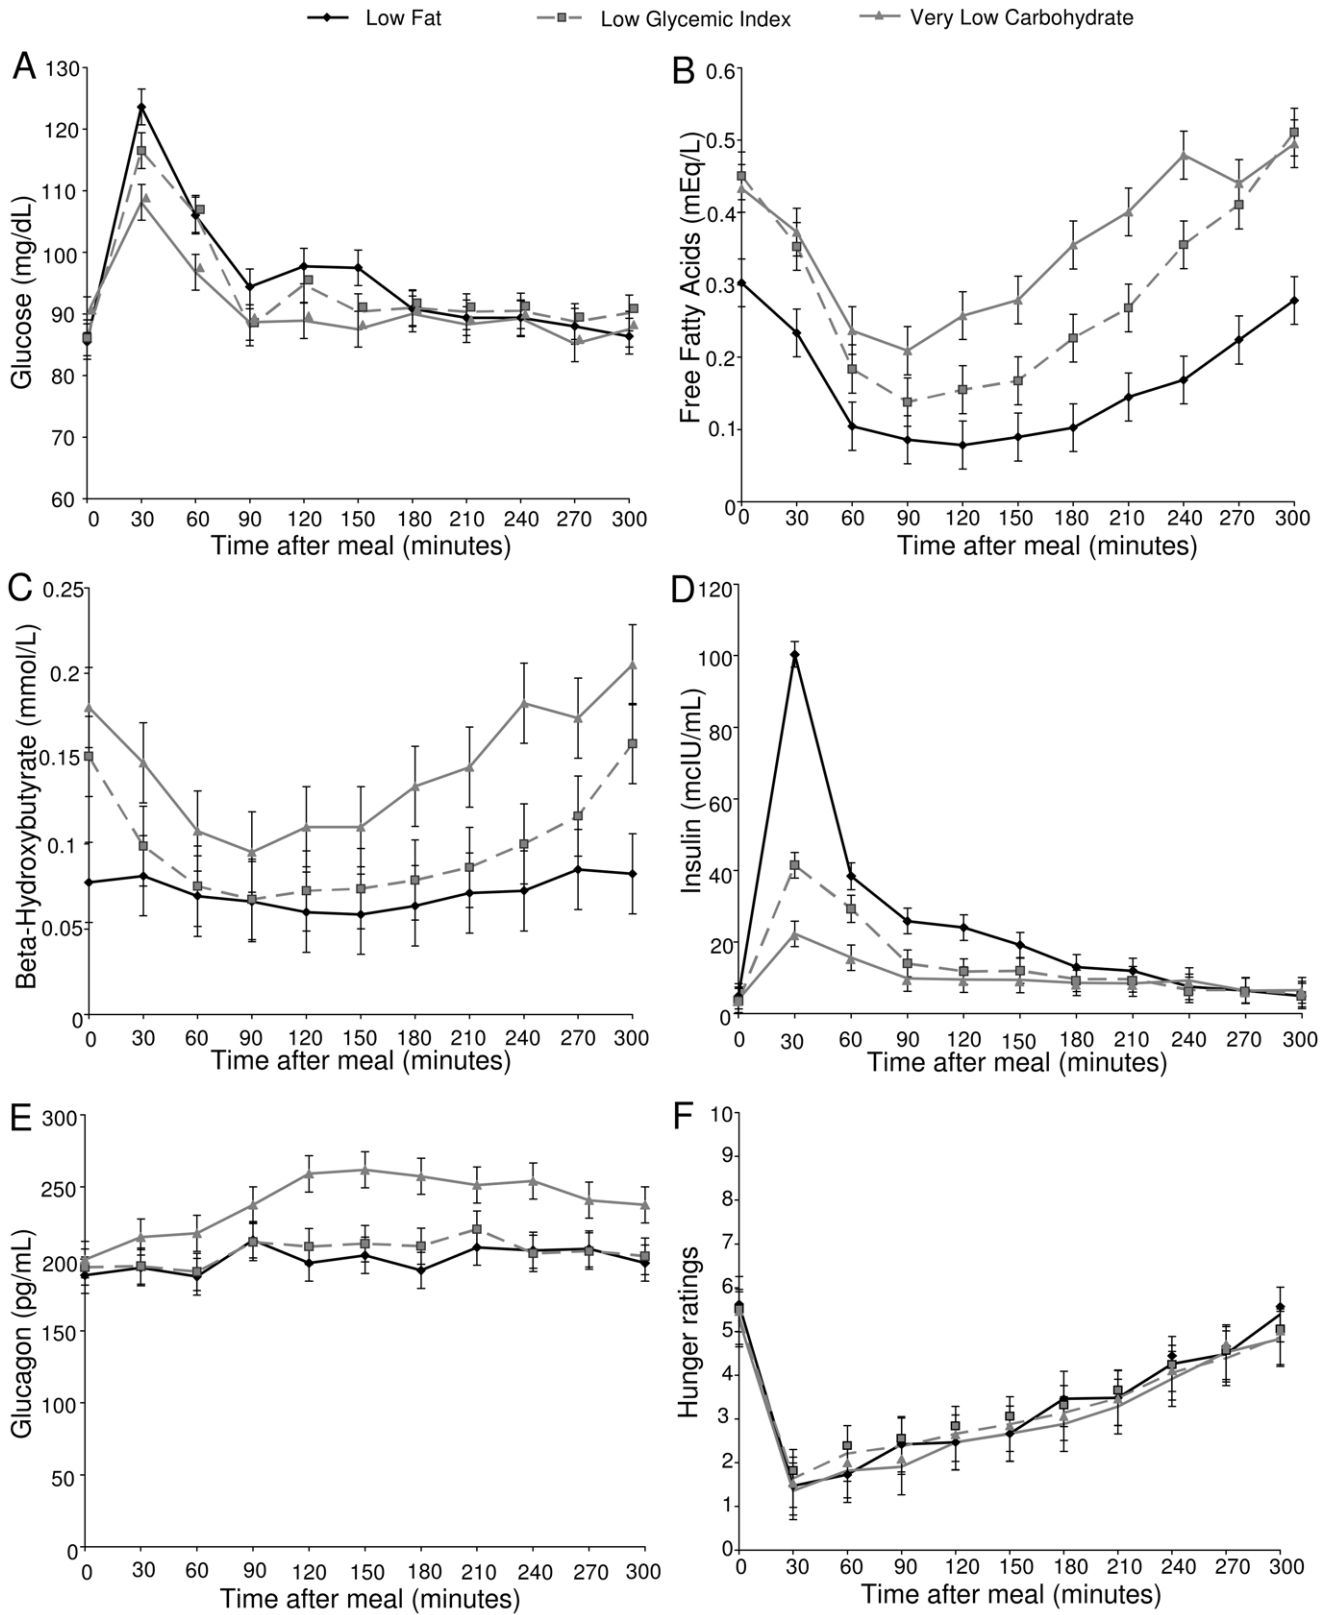 Low Fat Low Glycemic Index Very Low Carbohydrate
A
130
120
110
100
90
80
70
60
Glucose (mg/dL)
0 30 60 90 120 150 180 210 240 270 300
Time after meal (minutes)
B
0.6
0.5
0.4
0.3
0.2
0.1
0
Free Fatty Acids (mEq/L)
0 30 60 90 120 150 180 210 240 270 300
Time after meal (minutes)
C
0.25
0.2
0.15
0.1
0.05
0
Beta-Hydroxybutyrate (mmol/L)
0 30 60 90 120 150 180 210 240 270 300
Time after meal (minutes)
D
120
100
80
60
40
20
0
Insulin (mcIU/mL)
0 30 60 90 120 150 180 210 240 270 300
Time after meal (minutes)
E
300
250
200
150
100
50
0
Glucagon (pg/mL)
0 30 60 90 120 150 180 210 240 270 300
Time after meal (minutes)
F
10
9
8
7
6
5
4
3
2
1
0
Hunger ratings
0 30 60 90 120 150 180 210 240 270 300
Time after meal (minutes)